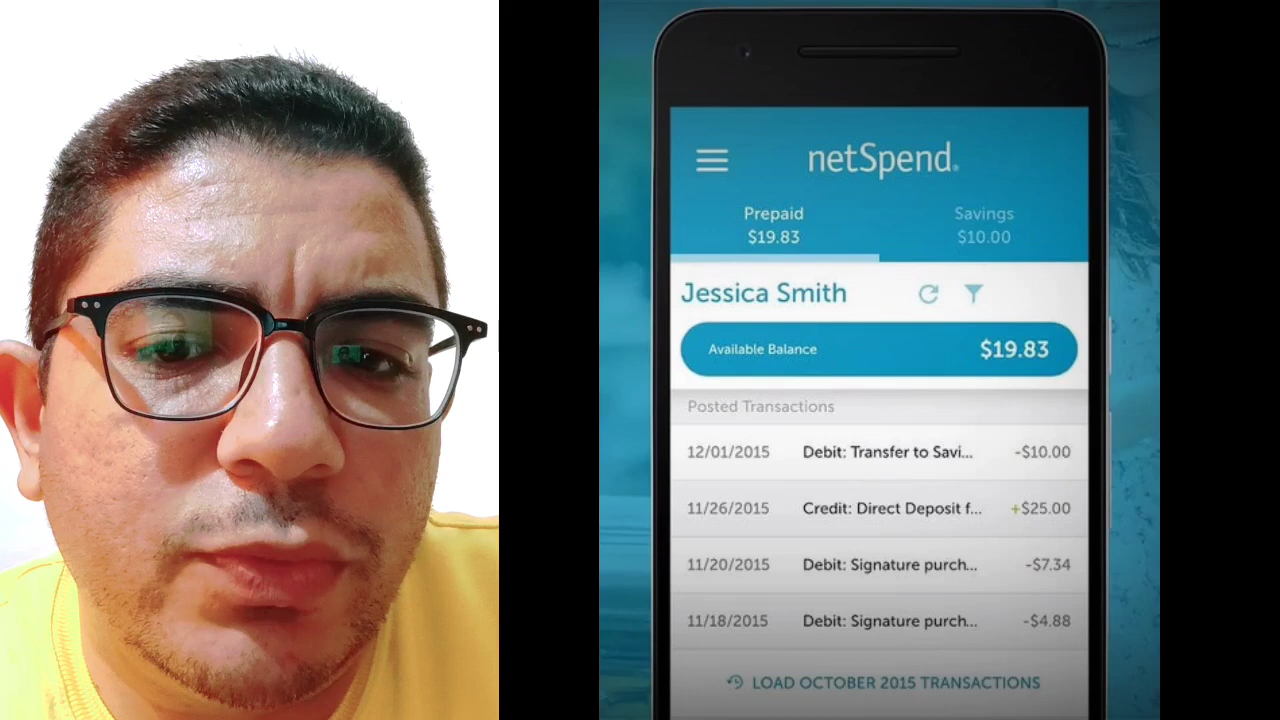 netSpend®
Prepaid
$19.83
Savings
$10.00
Jessica Smith
Available Balance
$19.83
Posted Transactions
12/01/2015 Debit: Transfer to Savi... -$10.00
11/26/2015 Credit: Direct Deposit f... +$25.00
11/20/2015 Debit: Signature purch... -$7.34
11/18/2015 Debit: Signature purch... -$4.88
LOAD OCTOBER 2015 TRANSACTIONS